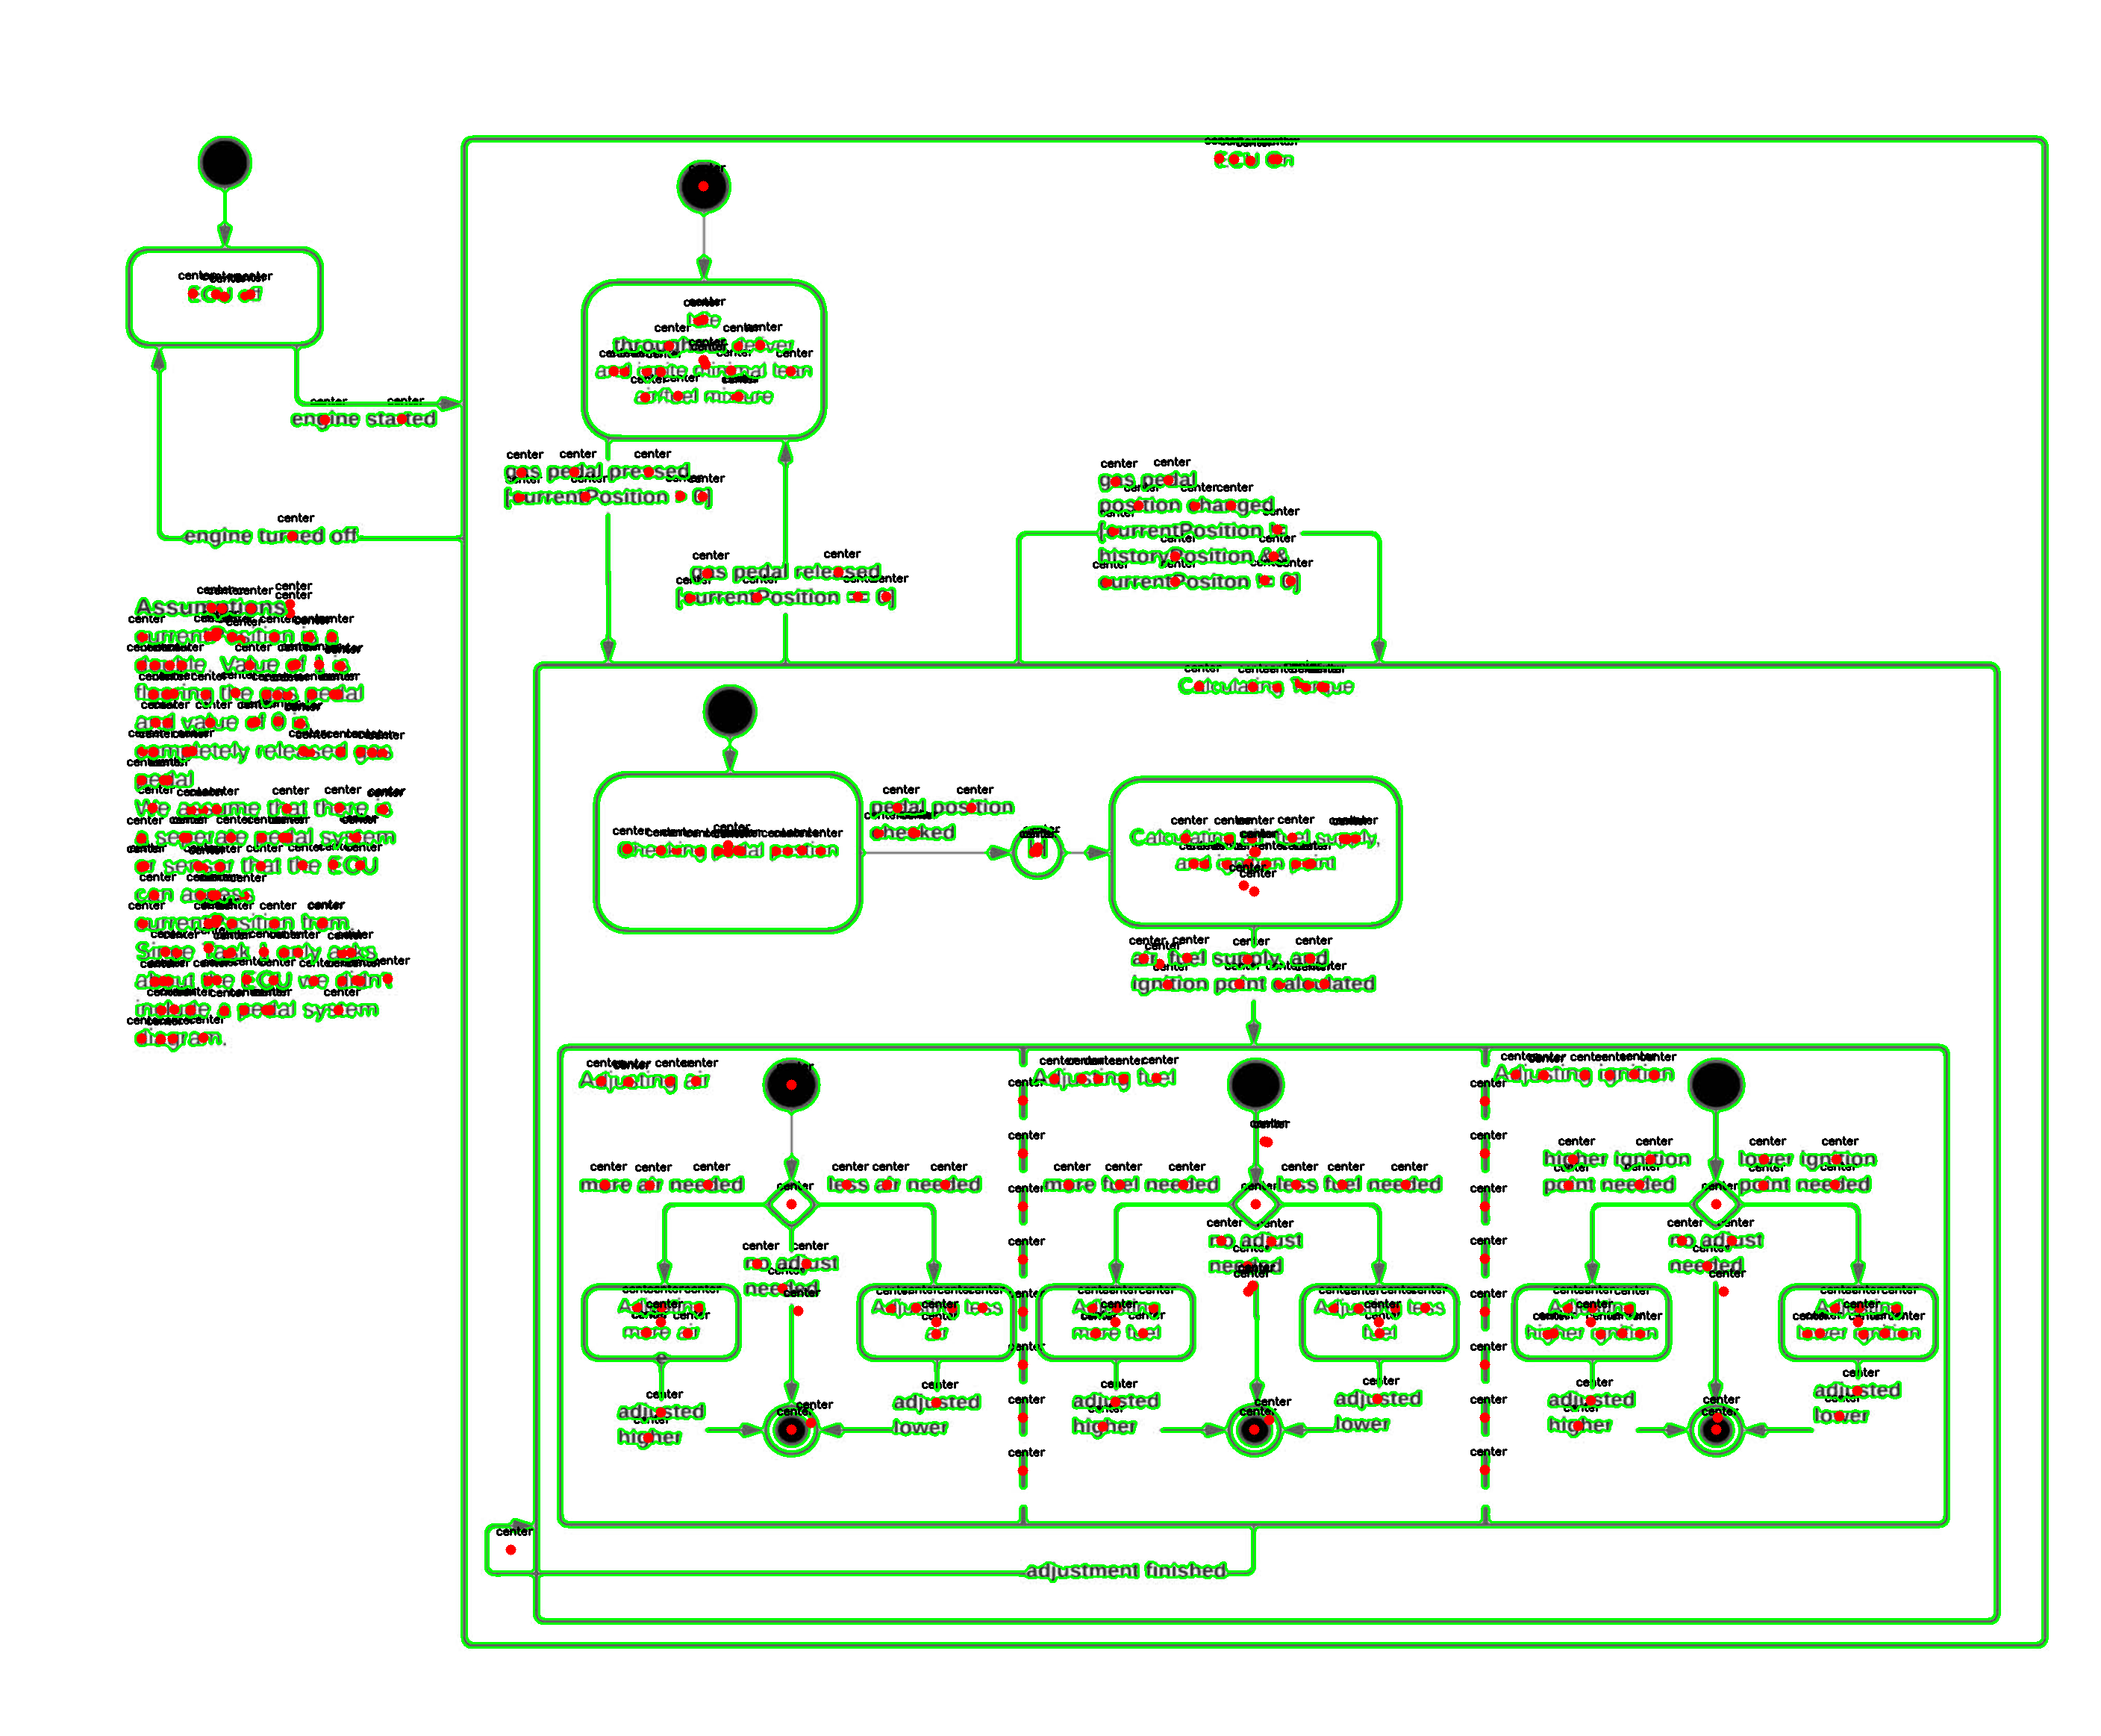 ECU On
ECU off
Idle
throughput deliver
and ignite minimal lean
air/fuel mixture
engine started
gas pedal pressed
[currentPosition > 0]
gas pedal
position changed
[currentPosition !=
historyPosition &&
currentPositon != 0]
engine turned off
gas pedal released
[currentPosition == 0]
Assumptions:
currentPosition is a
double. Value of 1 is
flooring the gas pedal
and value of 0 is
completely released gas
pedal
We assume that there is
a seperate pedal system
or sensor that the ECU
can access
currentPosition from.
Since Task 1 only asks
about the ECU we didn't
include a pedal system
diagram.
Calculating Torque
pedal position
checked
Checking pedal postion
H
Calculating air, fuel supply,
and ignition point
air, fuel supply, and
ignition point calculated
Adjusting air
Adjusting fuel
Adjusting ignition
more air needed
less air needed
more fuel needed
less fuel needed
higher ignition
point needed
lower ignition
point needed
no adjust
needed
no adjust
needed
no adjust
needed
Adjusting
more air
Adjusting less
air
Adjusting
more fuel
Adjusting less
fuel
Adjusting
higher ignition
Adjusting
lower ignition
e
adjusted
higher
adjusted
lower
adjusted
higher
adjusted
lower
adjusted
higher
adjusted
lower
adjustment finished